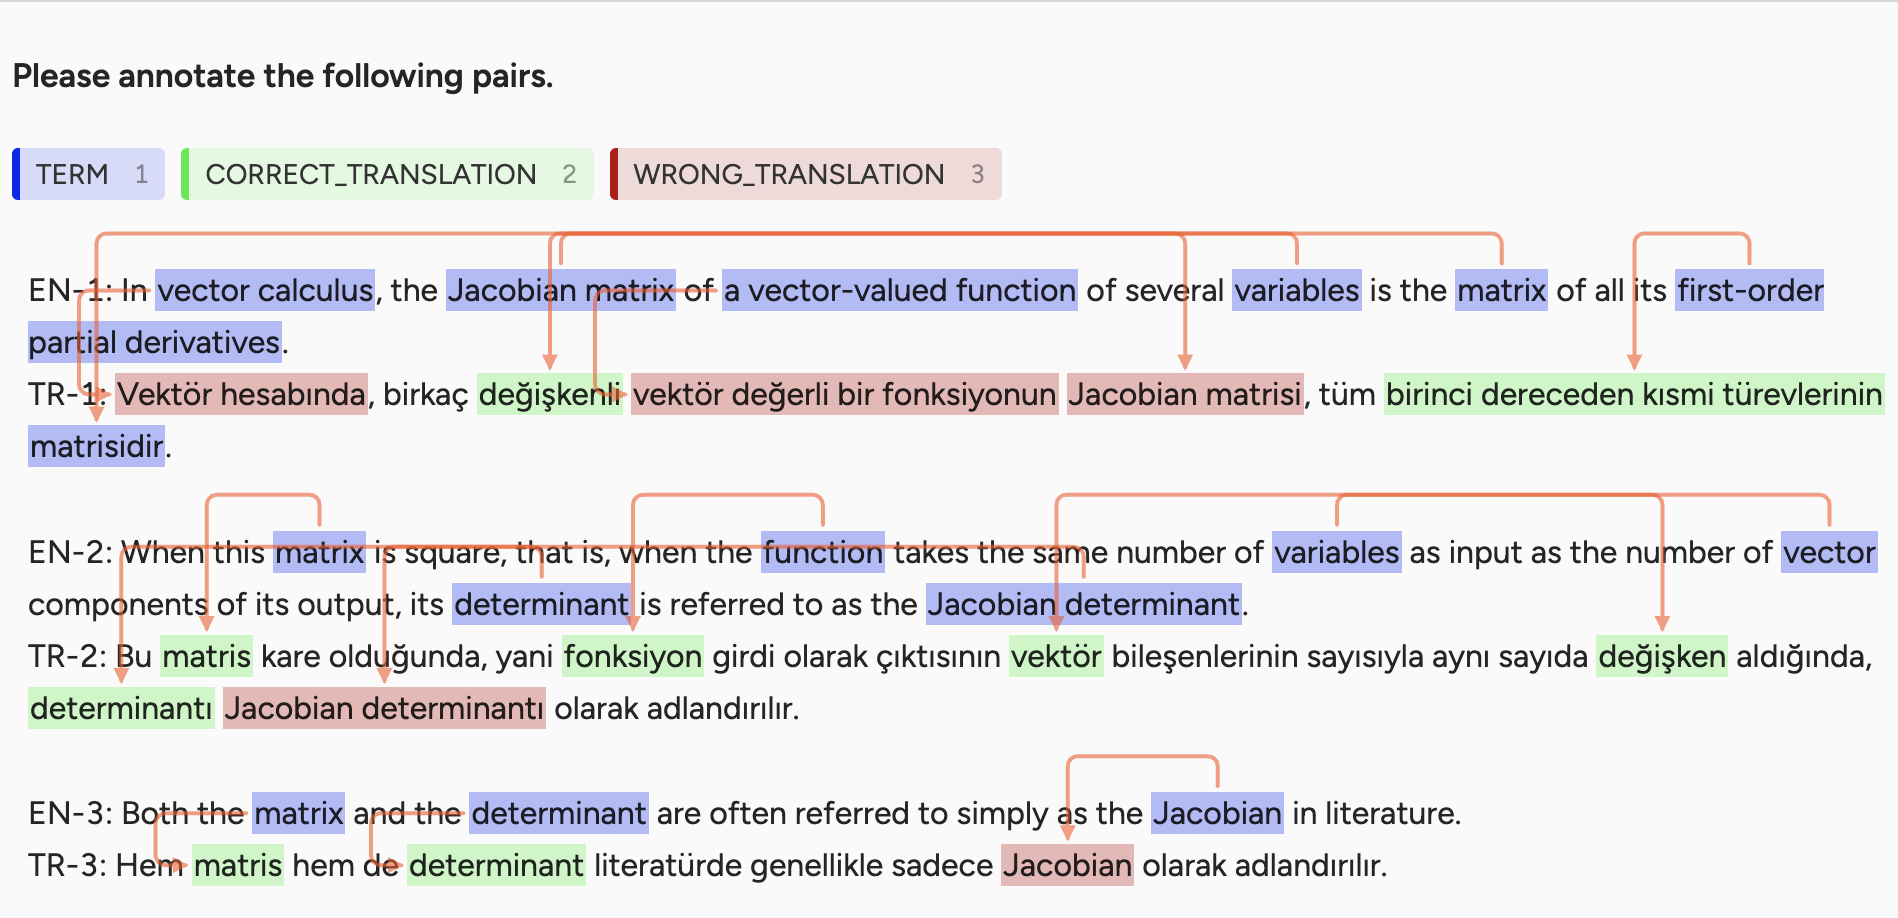 Please annotate the following pairs.
TERM 1 CORRECT_TRANSLATION 2 WRONG_TRANSLATION 3
EN-1: In vector calculus, the Jacobian matrix of a vector-valued function of several variables is the matrix of all its first-order
partial derivatives.
TR-1: Vektör hesabında, birkaç değişkenli vektör değerli bir fonksiyonun Jacobian matrisi, tüm birinci dereceden kısmi türevlerinin
matrisidir.
EN-2: When this matrix is square, that is, when the function takes the same number of variables as input as the number of vector
components of its output, its determinant is referred to as the Jacobian determinant.
TR-2: Bu matris kare olduğunda, yani fonksiyon girdi olarak çıktısının vektör bileşenlerinin sayısıyla aynı sayıda değişken aldığında,
determinantı Jacobian determinantı olarak adlandırılır.
EN-3: Both the matrix and the determinant are often referred to simply as the Jacobian in literature.
TR-3: Hem matris hem de determinant literatürde genellikle sadece Jacobian olarak adlandırılır.